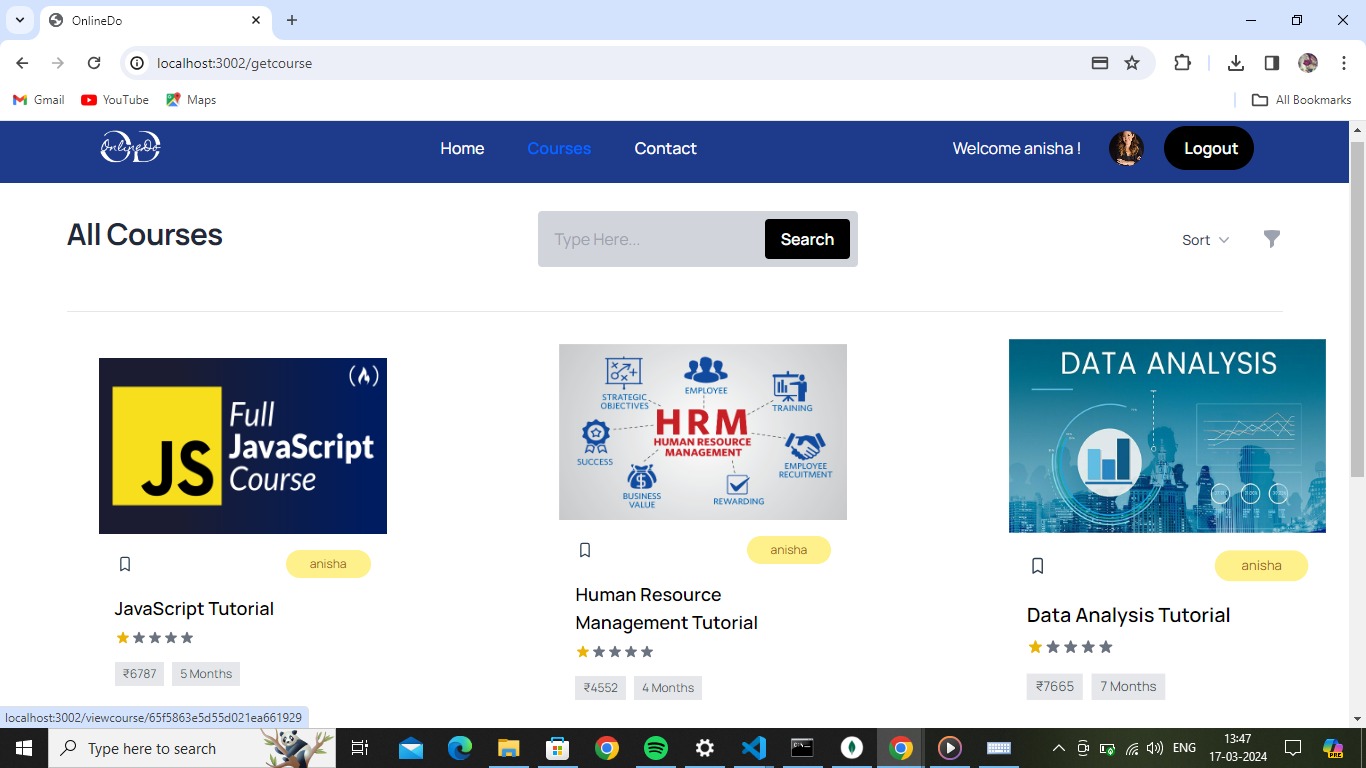 OnlineDo
localhost:3002/getcourse
Gmail YouTube Maps All Bookmarks
OD OnlineDo Home Courses Contact Welcome anisha ! Logout
All Courses Type Here... Search Sort
Full
JavaScript
Course
JS
STRATEGIC
OBJECTIVES
EMPLOYEE
TRAINING
HRM
HUMAN RESOURCE
MANAGEMENT
SUCCESS
EMPLOYEE
RECUITMENT
BUSINESS
VALUE
REWARDING
DATA ANALYSIS
anisha
JavaScript Tutorial
₹6787 5 Months
anisha
Human Resource
Management Tutorial
₹4552 4 Months
anisha
Data Analysis Tutorial
₹7665 7 Months
localhost:3002/viewcourse/65f5863e5d55d021ea661929
Type here to search ENG 13:47
17-03-2024
PRE